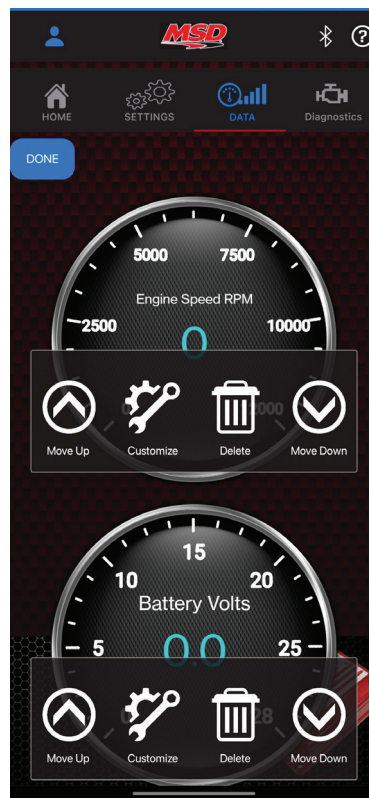 MSD
?
HOME SETTINGS DATA Diagnostics
DONE
5000 7500
Engine Speed RPM
2500 10000
0
Move Up Customize Delete Move Down
15
10 20
Battery Volts
5 0.0 25
28
Move Up Customize Delete Move Down